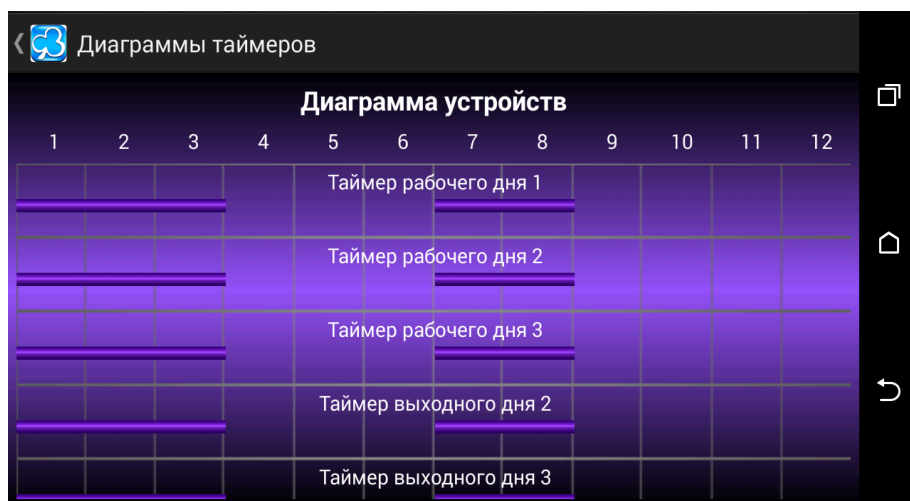 Диаграммы таймеров
Диаграмма устройств
1 2 3 4 5 6 7 8 9 10 11 12
Таймер рабочего дня 1
Таймер рабочего дня 2
Таймер рабочего дня 3
Таймер выходного дня 2
Таймер выходного дня 3